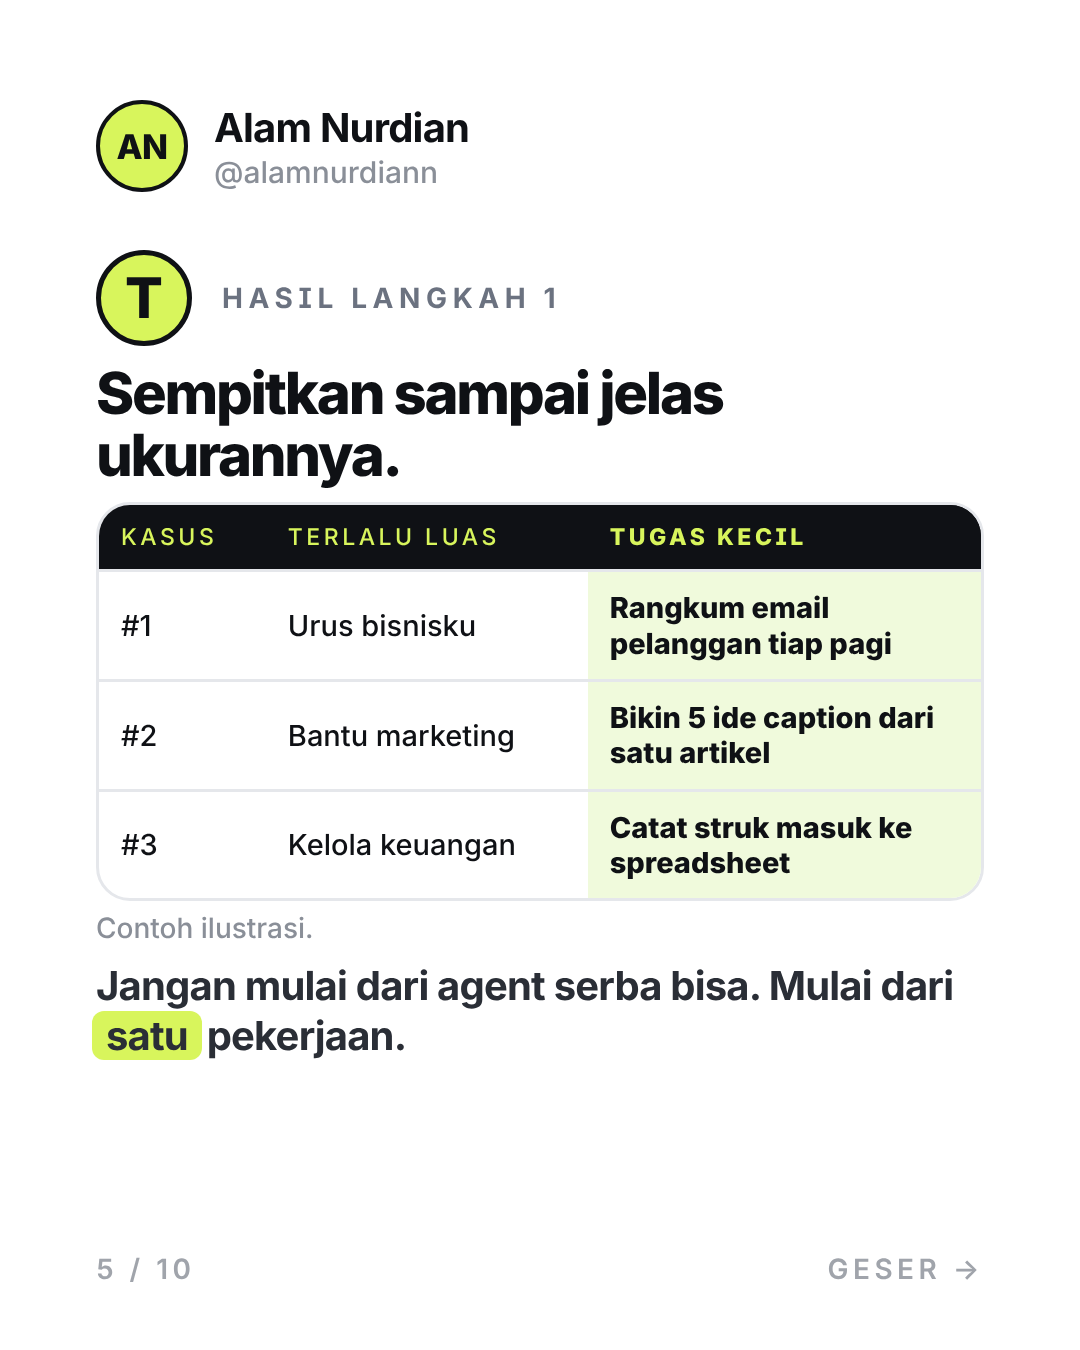 AN
Alam Nurdian
@alamnurdiann
T
HASIL LANGKAH 1
Sempitkan sampai jelas
ukurannya.
KASUS TERLALU LUAS TUGAS KECIL
#1 Urus bisnisku Rangkum email
pelanggan tiap pagi
#2 Bantu marketing Bikin 5 ide caption dari
satu artikel
#3 Kelola keuangan Catat struk masuk ke
spreadsheet
Contoh ilustrasi.
Jangan mulai dari agent serba bisa. Mulai dari
satu pekerjaan.
5 / 10
GESER →